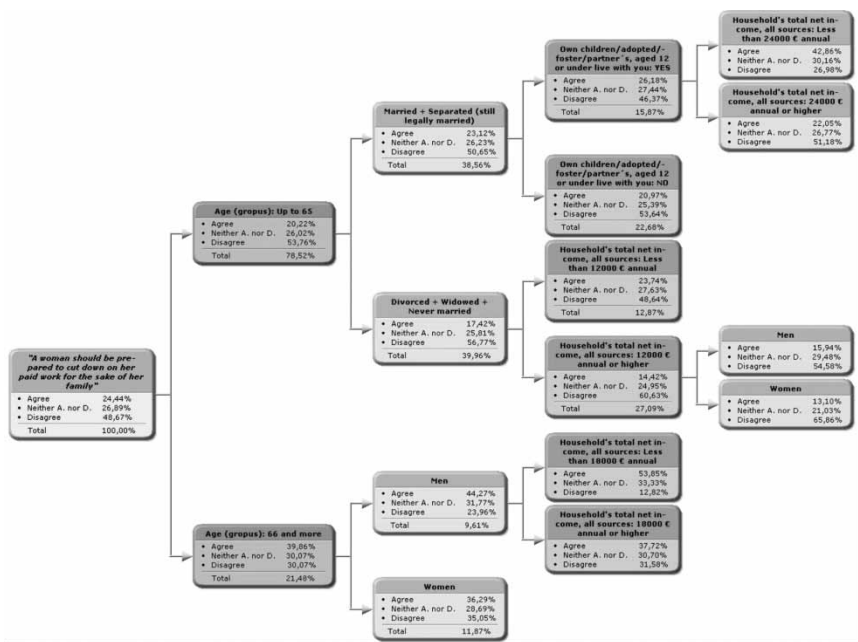 "A woman should be pre-
pared to cut down on her
paid work for the sake of her
family"
• Agree 24,44%
• Neither A. nor D. 26,89%
• Disagree 48,67%
Total 100,00%
Age (gropus): Up to 65
• Agree 20,22%
• Neither A. nor D. 26,02%
• Disagree 53,76%
Total 78,52%
Married + Separated (still
legally married)
• Agree 23,12%
• Neither A. nor D. 26,23%
• Disagree 50,65%
Total 38,56%
Own children/adopted/-
foster/partner´s, aged 12
or under live with you: YES
• Agree 26,18%
• Neither A. nor D. 27,44%
• Disagree 46,37%
Total 15,87%
Household's total net in-
come, all sources: Less
than 24000 € annual
• Agree 42,86%
• Neither A. nor D. 30,16%
• Disagree 26,98%
Household's total net in-
come, all sources: 24000 €
annual or higher
• Agree 22,05%
• Neither A. nor D. 26,77%
• Disagree 51,18%
Own children/adopted/-
foster/partner´s, aged 12
or under live with you: NO
• Agree 20,97%
• Neither A. nor D. 25,39%
• Disagree 53,64%
Total 22,68%
Divorced + Widowed +
Never married
• Agree 17,42%
• Neither A. nor D. 25,81%
• Disagree 56,77%
Total 39,96%
Household's total net in-
come, all sources: Less
than 12000 € annual
• Agree 23,74%
• Neither A. nor D. 27,63%
• Disagree 48,64%
Total 12,87%
Household's total net in-
come, all sources: 12000 €
annual or higher
• Agree 14,42%
• Neither A. nor D. 24,95%
• Disagree 60,63%
Total 27,09%
Men
• Agree 15,94%
• Neither A. nor D. 29,48%
• Disagree 54,58%
Women
• Agree 13,10%
• Neither A. nor D. 21,03%
• Disagree 65,86%
Age (gropus): 66 and more
• Agree 39,86%
• Neither A. nor D. 30,07%
• Disagree 30,07%
Total 21,48%
Men
• Agree 44,27%
• Neither A. nor D. 31,77%
• Disagree 23,96%
Total 9,61%
Household's total net in-
come, all sources: Less
than 18000 € annual
• Agree 53,85%
• Neither A. nor D. 33,33%
• Disagree 12,82%
Household's total net in-
come, all sources: 18000 €
annual or higher
• Agree 37,72%
• Neither A. nor D. 30,70%
• Disagree 31,58%
Women
• Agree 36,29%
• Neither A. nor D. 28,69%
• Disagree 35,05%
Total 11,87%